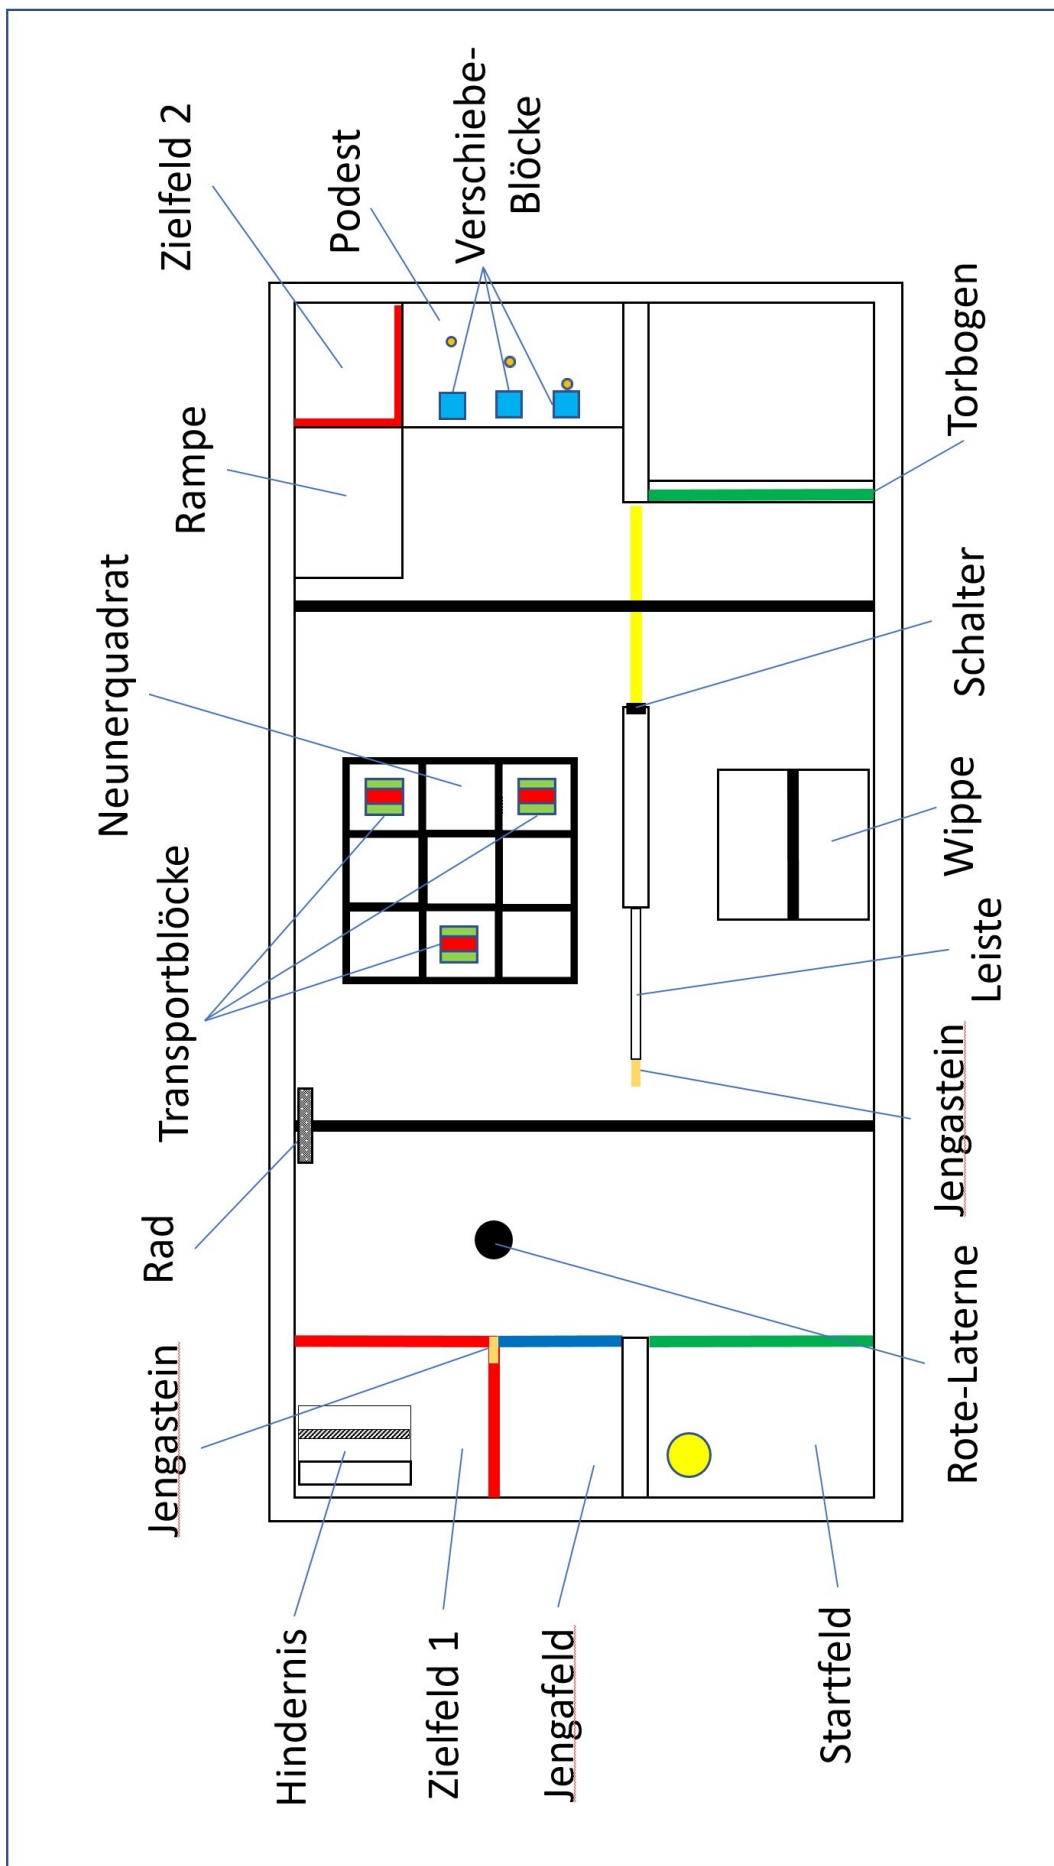 Jengastein
Rad
Transportblöcke
Neunerquadrat
Rampe
Zielfeld 2
Hindernis
Podest
Zielfeld 1
Verschiebe-
Blöcke
Jengafeld
Startfeld
Rote-Laterne
Jengastein
Leiste
Wippe
Schalter
Torbogen